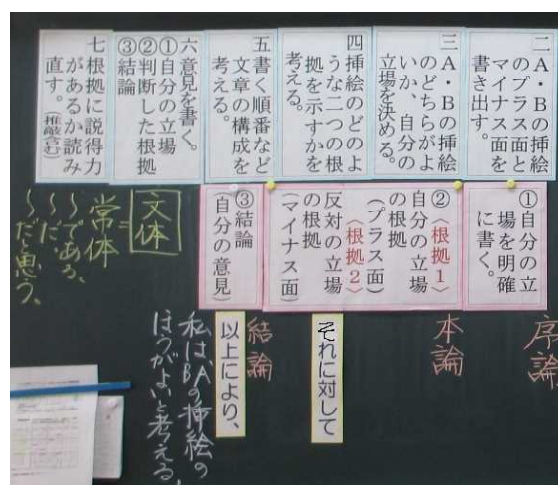 二 A・Bの挿絵
のプラス面と
マイナス面を
書き出す。
三 A・Bの挿絵
のどちらがよ
いか、自分の
立場を決める。
四 挿絵のどのよ
うな二つの根
拠を示すかを
考える。
五 書く順番など
文章の構成を
考える。
六 意見を書く。
①自分の立場
②判断した根拠
③結論
七 根拠に説得力
があるか読み
直す。（推敲含む）
①自分の立
場を明確
に書く。
②〈根拠1〉
自分の立場
の根拠
（プラス面）
〈根拠2〉
反対の立場
の根拠
（マイナス面）
③結論
（自分の意見）
文体
＝
常体
～である、
～だ、
～だと思う、
序論
本論
それに対して
結論
以上により、
私は、BAの挿絵の
ほうがよいと考える。